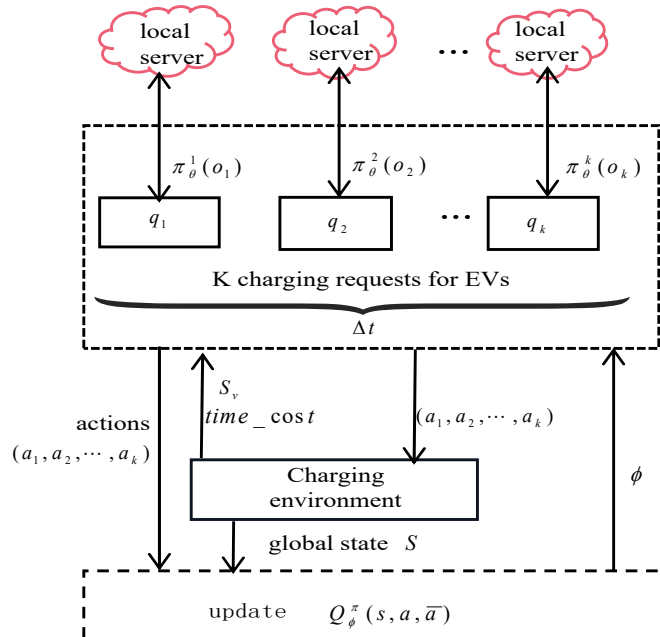 local server
local server
...
local server
π_θ^1(o_1)
π_θ^2(o_2)
π_θ^k(o_k)
q_1
q_2
...
q_k
K charging requests for EVs
Δt
actions
(a_1, a_2, ⋯, a_k)
S_v
time_cost
(a_1, a_2, ⋯, a_k)
ϕ
Charging
environment
global state S
update Q_ϕ^π(s, a, a̅)